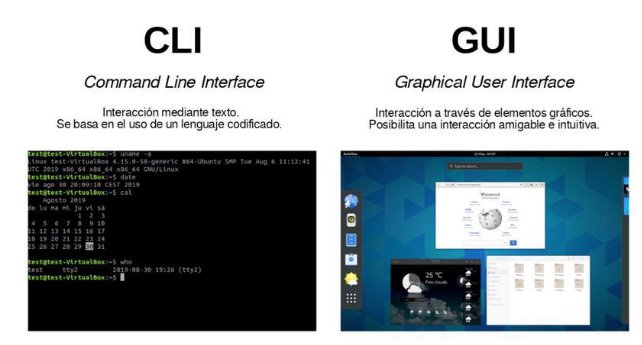 CLI
Command Line Interface
Interacción mediante texto.
Se basa en el uso de un lenguaje codificado.
test@test-VirtualBox:~$ uname -a
Linux test-VirtualBox 4.15.0-58-generic #64-Ubuntu SMP Tue Aug 6 11:12:41
UTC 2019 x86_64 x86_64 x86_64 GNU/Linux
test@test-VirtualBox:~$ date
vie ago 30 20:09:10 CEST 2019
test@test-VirtualBox:~$ cal
Agosto 2019
do lu ma mi ju vi sá
1 2 3
4 5 6 7 8 9 10
11 12 13 14 15 16 17
18 19 20 21 22 23 24
25 26 27 28 29 30 31
test@test-VirtualBox:~$ who
test tty2 2019-08-30 19:26 (tty2)
test@test-VirtualBox:~$
GUI
Graphical User Interface
Interacción a través de elementos gráficos.
Posibilita una interacción amigable e intuitiva.
Activities
Type to search...
Wikipedia
25 °C
Few clouds